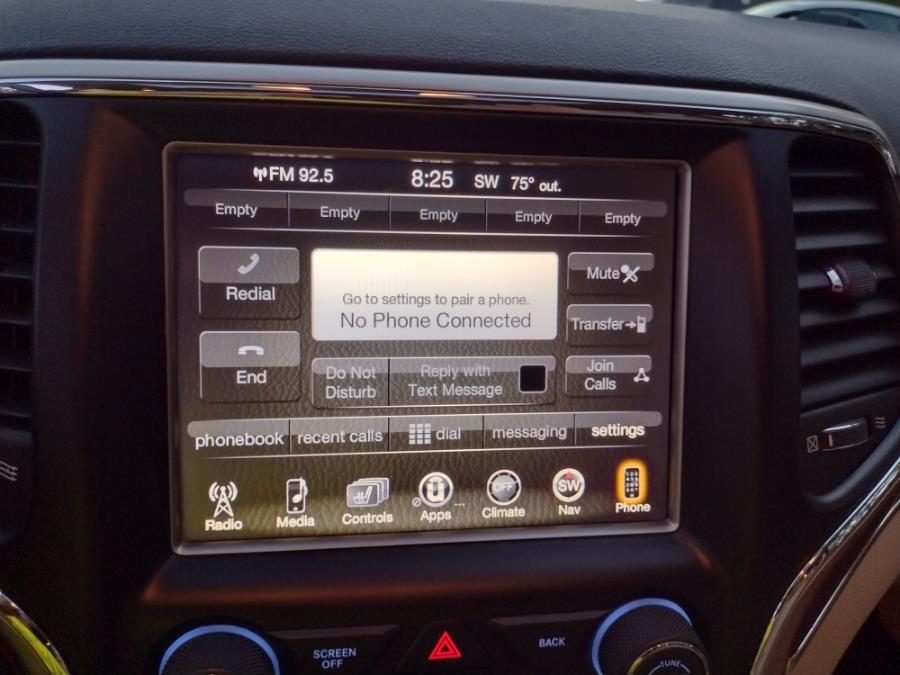 FM 92.5 8:25 SW 75° out.
Empty Empty Empty Empty Empty
Redial
Go to settings to pair a phone.
No Phone Connected
Mute
Transfer
End
Do Not
Disturb
Reply with
Text Message
Join
Calls
phonebook recent calls dial messaging settings
Radio Media Controls Apps Climate Nav Phone
U OFF SW
SCREEN
OFF
BACK
TUNE